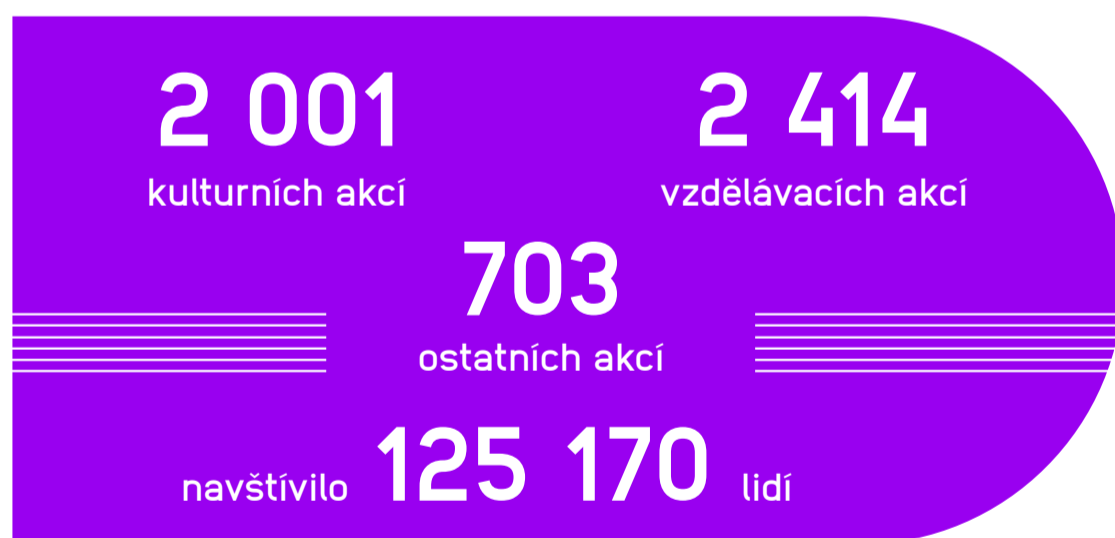 2 001 2 414
kulturních akcí vzdělávacích akcí
703
ostatních akcí
navštívilo 125 170 lidí